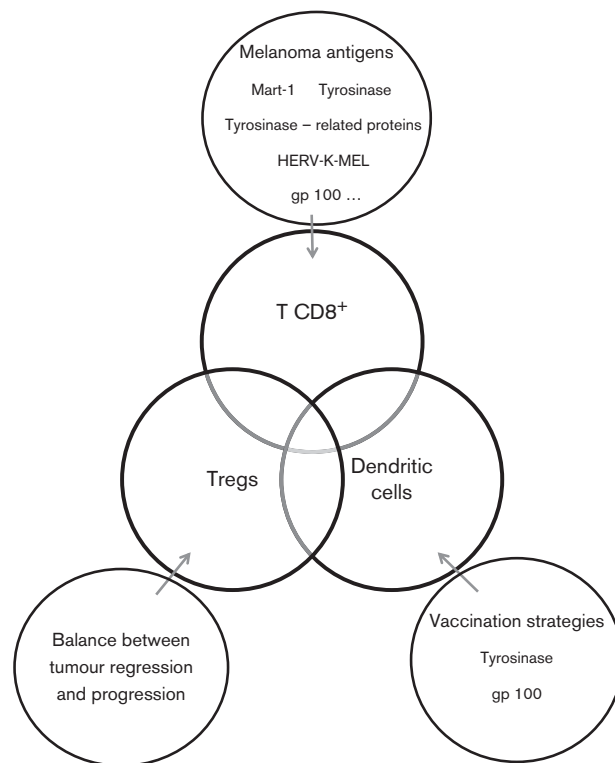 Melanoma antigens
Mart-1 Tyrosinase
Tyrosinase – related proteins
HERV-K-MEL
gp 100 ...
T CD8⁺
Tregs
Dendritic
cells
Balance between
tumour regression
and progression
Vaccination strategies
Tyrosinase
gp 100